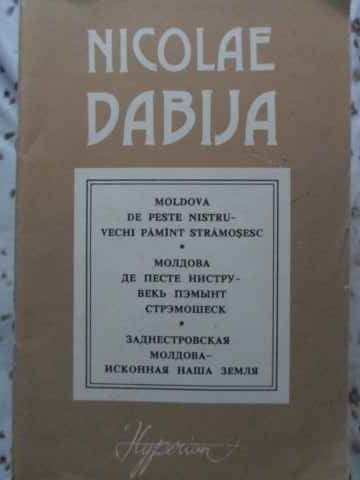 NICOLAE
DABIJA
MOLDOVA
DE PESTE NISTRU–
VECHI PĂMÎNT STRĂMOȘESC
*
МОЛДОВА
ДЕ ПЕСТЕ НИСТРУ–
ВЕКЬ ПЭМЫНТ
СТРЭМОШЕСК
*
ЗАДНЕСТРОВСКАЯ
МОЛДОВА–
ИСКОННАЯ НАША ЗЕМЛЯ
Hyperion